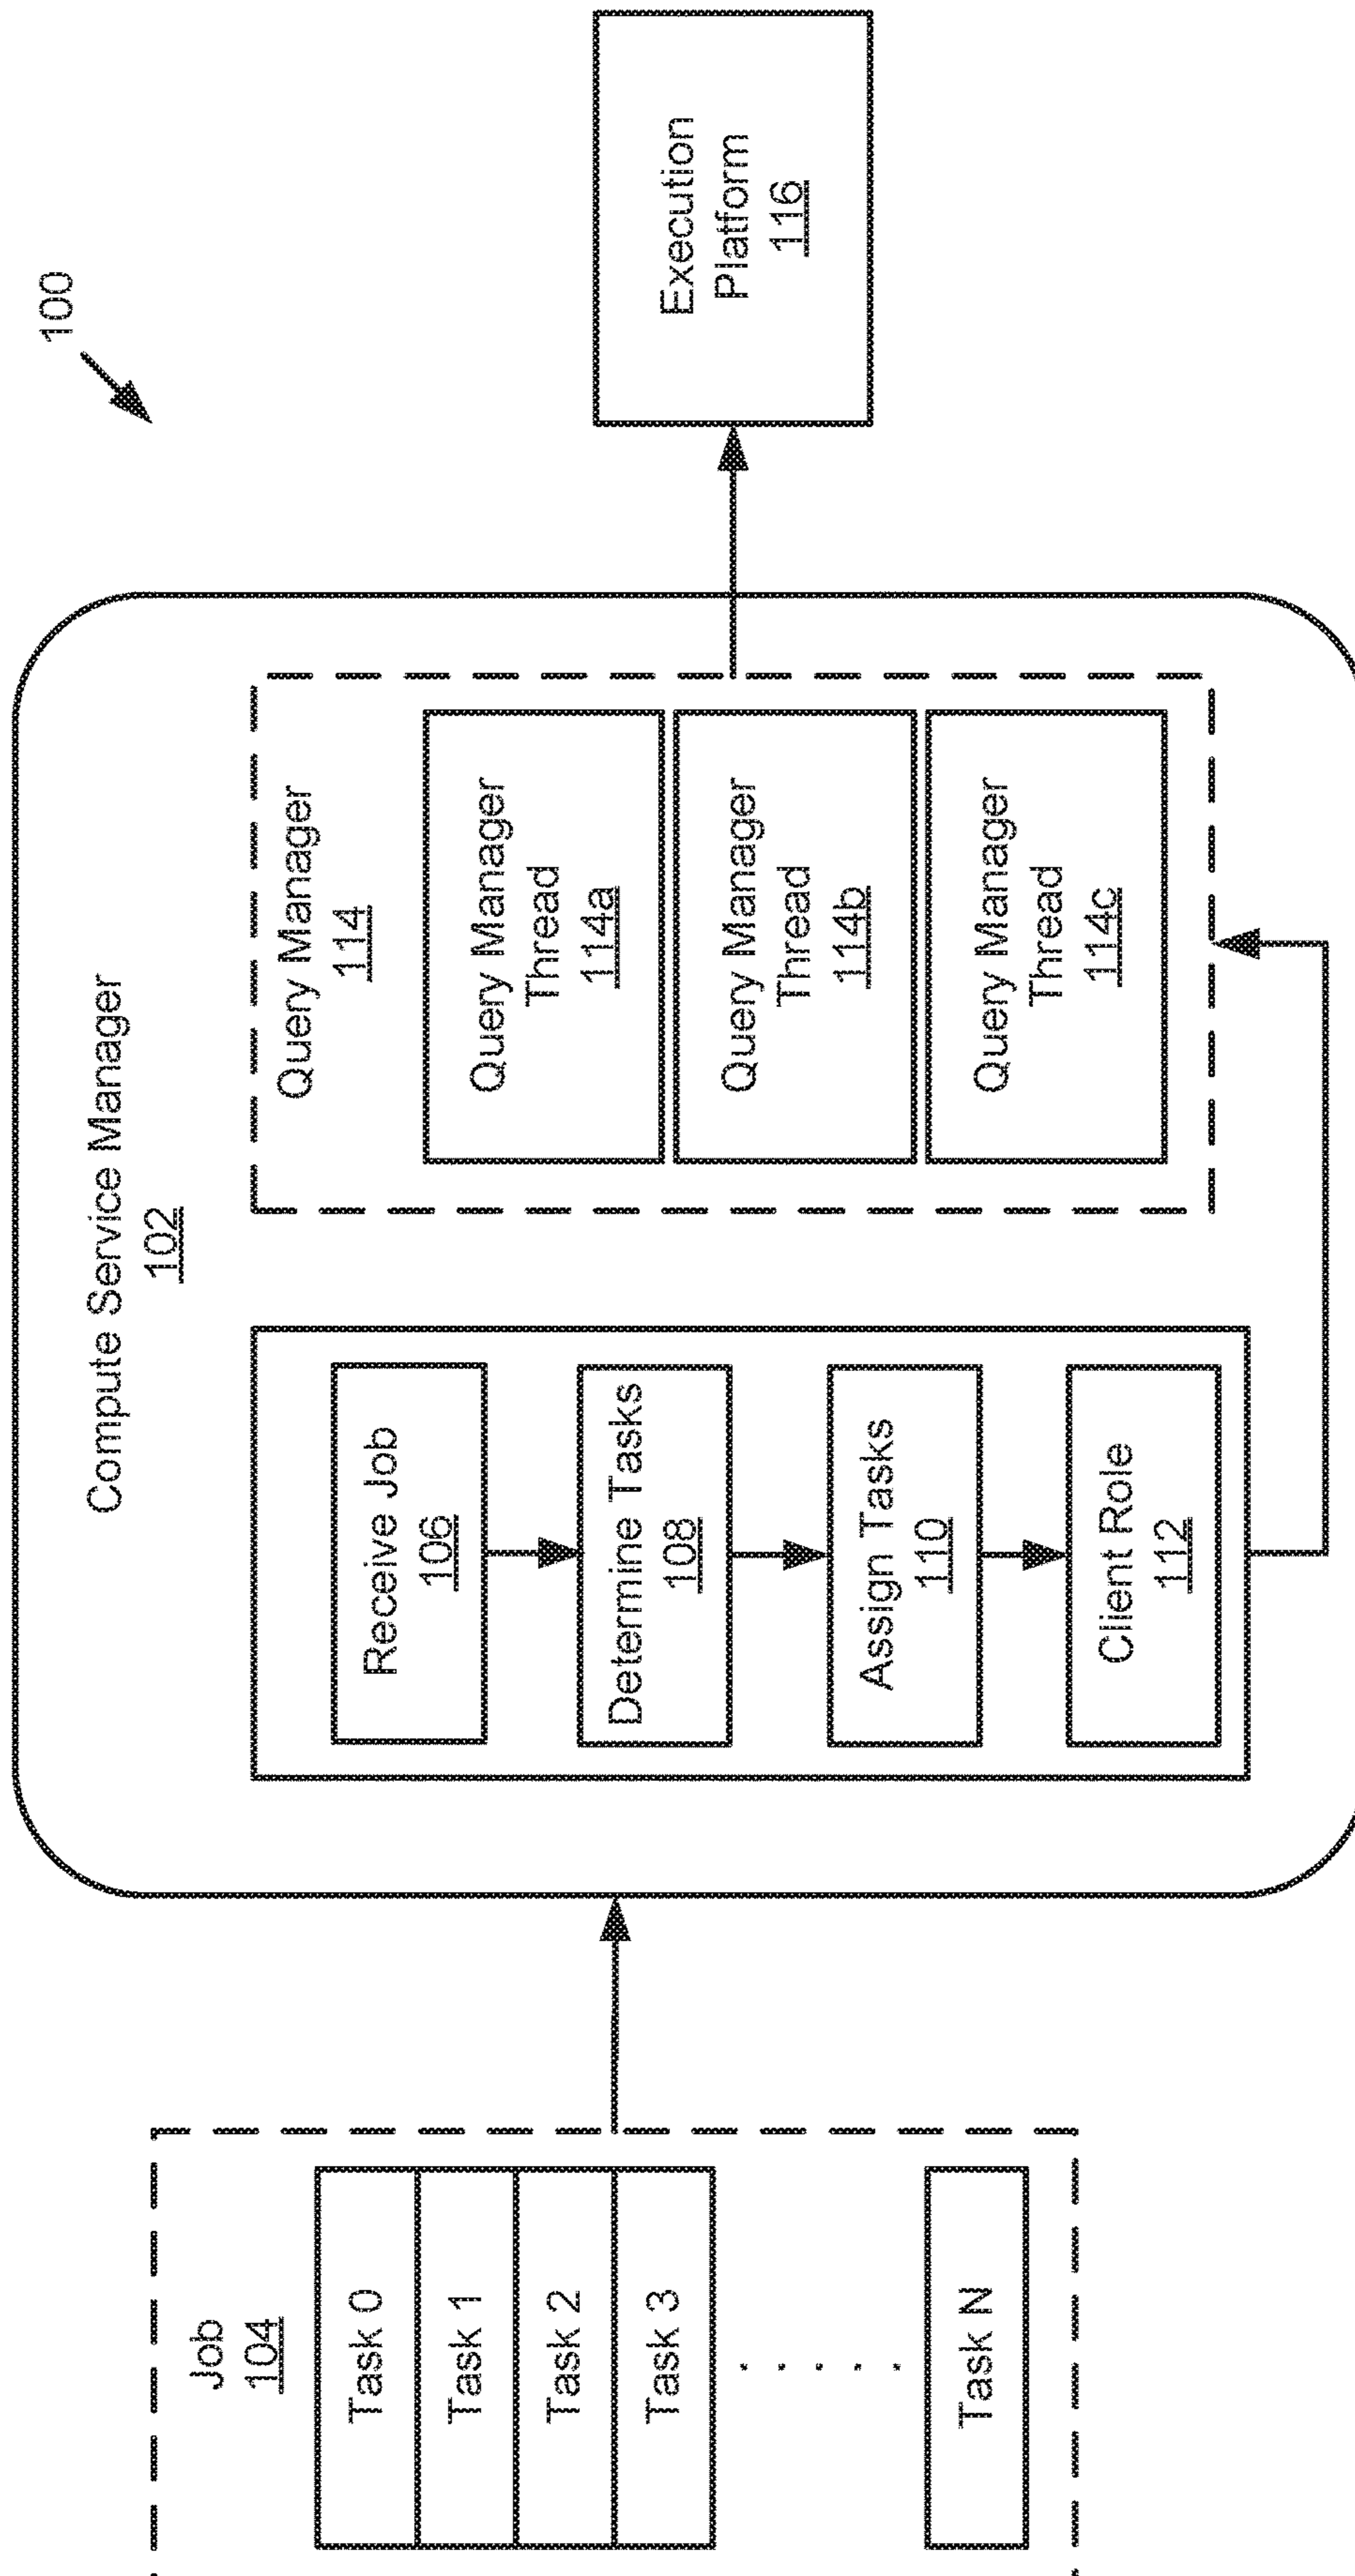 100
Job
104
Task 0
Task 1
Task 2
Task 3
. . . . .
Task N
Compute Service Manager
102
Receive Job
106
Determine Tasks
108
Assign Tasks
110
Client Role
112
Query Manager
114
Query Manager
Thread
114a
Query Manager
Thread
114b
Query Manager
Thread
114c
Execution
Platform
116